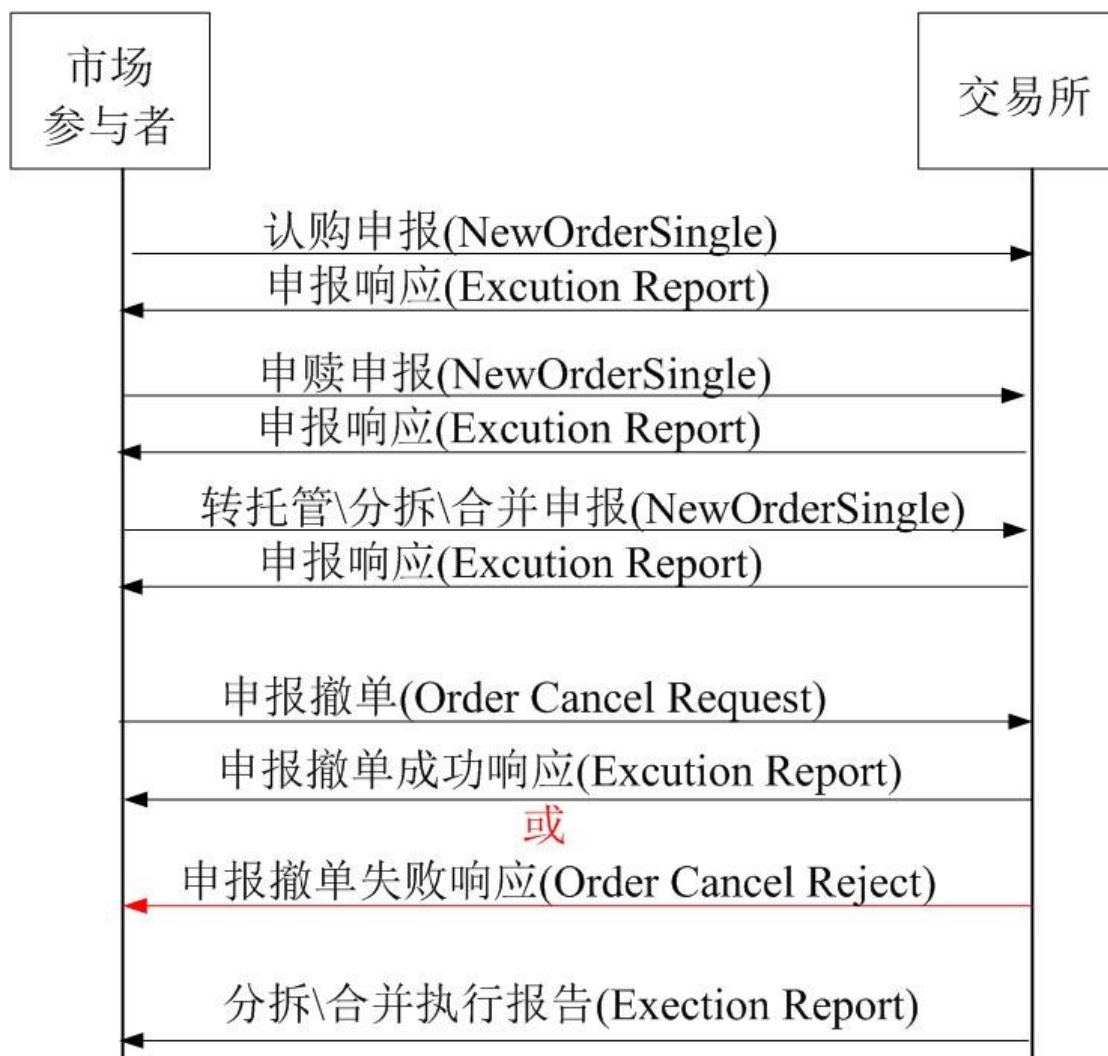 市场
参与者
交易所
认购申报(NewOrderSingle)
申报响应(Excution Report)
申赎申报(NewOrderSingle)
申报响应(Excution Report)
转托管\分拆\合并申报(NewOrderSingle)
申报响应(Excution Report)
申报撤单(Order Cancel Request)
申报撤单成功响应(Excution Report)
或
申报撤单失败响应(Order Cancel Reject)
分拆\合并执行报告(Exection Report)